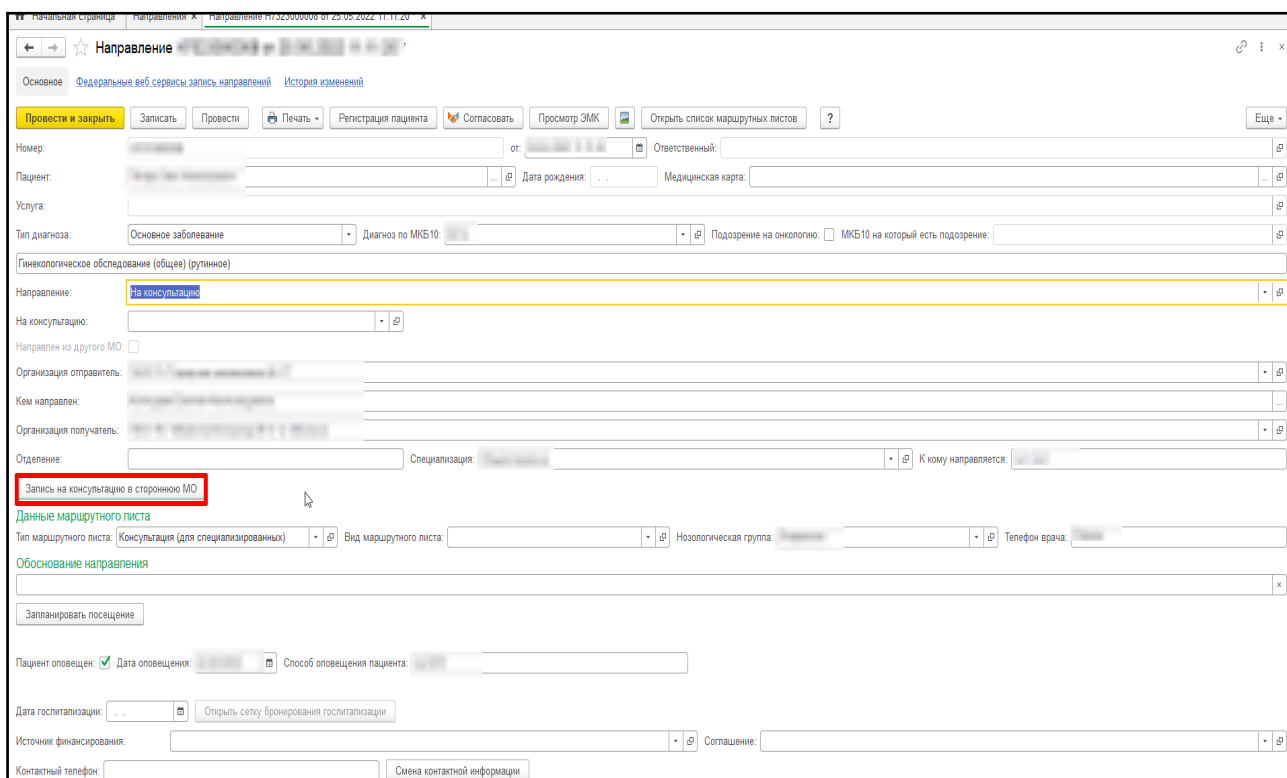 Начальная страница Направления × Направление Н7323000008 от 25.05.2022 11:11:20 * ×
Направление
Основное Федеральные веб сервисы запись направлений История изменений
Провести и закрыть Записать Провести Печать Регистрация пациента Согласовать Просмотр ЭМК Открыть список маршрутных листов ? Еще
Номер: от: Ответственный:
Пациент: Дата рождения: . . Медицинская карта:
Услуга:
Тип диагноза: Основное заболевание Диагноз по МКБ10: Подозрение на онкологию: МКБ10 на который есть подозрение:
Гинекологическое обследование (общее) (рутинное)
Направление: На консультацию
На консультацию:
Направлен из другого МО:
Организация отправитель:
Кем направлен:
Организация получатель:
Отделение: Специализация: К кому направляется:
Запись на консультацию в стороннюю МО
Данные маршрутного листа
Тип маршрутного листа: Консультация (для специализированных) Вид маршрутного листа: Нозологическая группа: Телефон врача:
Обоснование направления
Запланировать посещение
Пациент оповещен: Дата оповещения: Способ оповещения пациента:
Дата госпитализации: . . Открыть сетку бронирования госпитализации
Источник финансирования: Соглашение:
Контактный телефон: Смена контактной информации